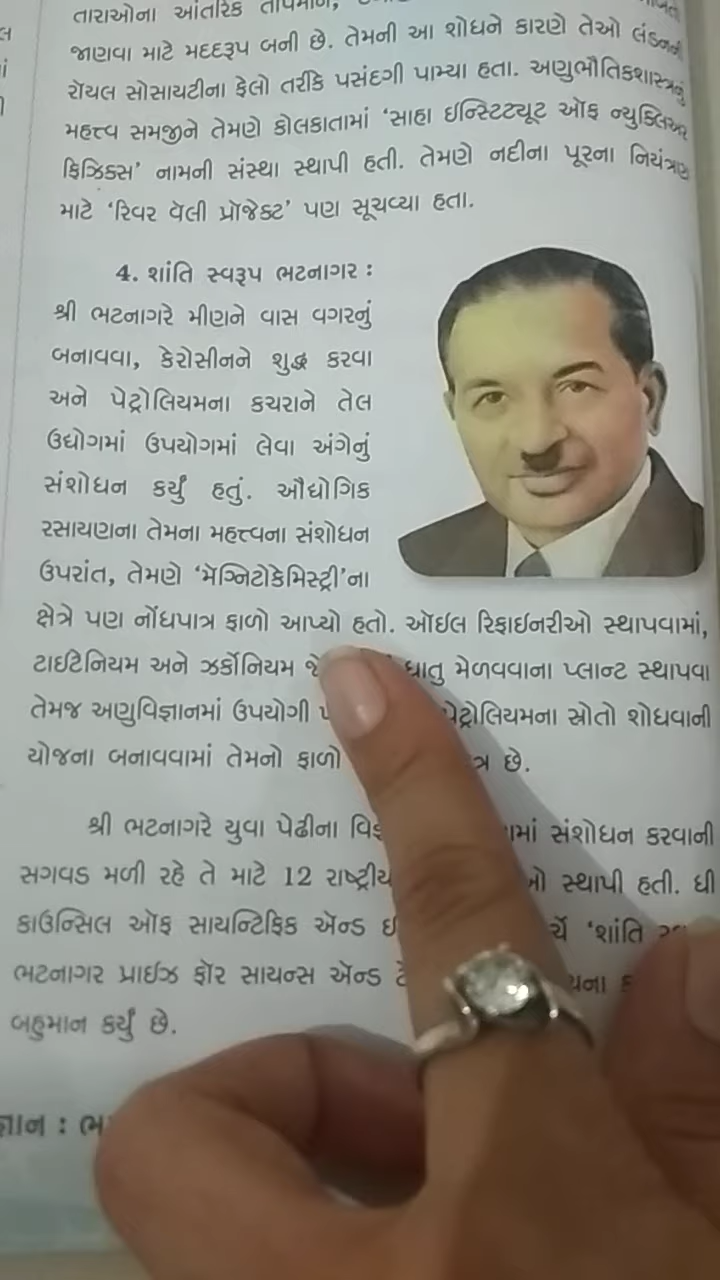 તારાઓના આંતરિક તાપમાન,
જાણવા માટે મદદરૂપ બની છે. તેમની આ શોધને કારણે તેઓ લંડનની
રૉયલ સોસાયટીના ફેલો તરીકે પસંદગી પામ્યા હતા. અણુભૌતિકશાસ્ત્રનું
મહત્ત્વ સમજીને તેમણે કોલકાતામાં ‘સાહા ઇન્સ્ટિટ્યૂટ ઑફ ન્યુક્લિઅર
ફિઝિક્સ’ નામની સંસ્થા સ્થાપી હતી. તેમણે નદીના પૂરના નિયંત્રણ
માટે ‘રિવર વૅલી પ્રૉજેક્ટ’ પણ સૂચવ્યા હતા.
4. શાંતિ સ્વરૂપ ભટનાગર :
શ્રી ભટનાગરે મીણને વાસ વગરનું
બનાવવા, કેરોસીનને શુદ્ધ કરવા
અને પેટ્રોલિયમના કચરાને તેલ
ઉદ્યોગમાં ઉપયોગમાં લેવા અંગેનું
સંશોધન કર્યું હતું. ઔદ્યોગિક
રસાયણના તેમના મહત્ત્વના સંશોધન
ઉપરાંત, તેમણે ‘મૅગ્નિટોકેમિસ્ટ્રી’ના
ક્ષેત્રે પણ નોંધપાત્ર ફાળો આપ્યો હતો. ઑઇલ રિફાઇનરીઓ સ્થાપવામાં,
ટાઇટેનિયમ અને ઝર્કોનિયમ ધાતુ મેળવવાના પ્લાન્ટ સ્થાપવા
તેમજ અણુવિજ્ઞાનમાં ઉપયોગી પેટ્રોલિયમના સ્રોતો શોધવાની
યોજના બનાવવામાં તેમનો ફાળો છે.
શ્રી ભટનાગરે યુવા પેઢીના સંશોધન કરવાની
સગવડ મળી રહે તે માટે 12 રાષ્ટ્રીય સ્થાપી હતી. ધી
કાઉન્સિલ ઑફ સાયન્ટિફિક ઍન્ડ ‘શાંતિ
ભટનાગર પ્રાઈઝ ફૉર સાયન્સ ઍન્ડ
બહુમાન કર્યું છે.